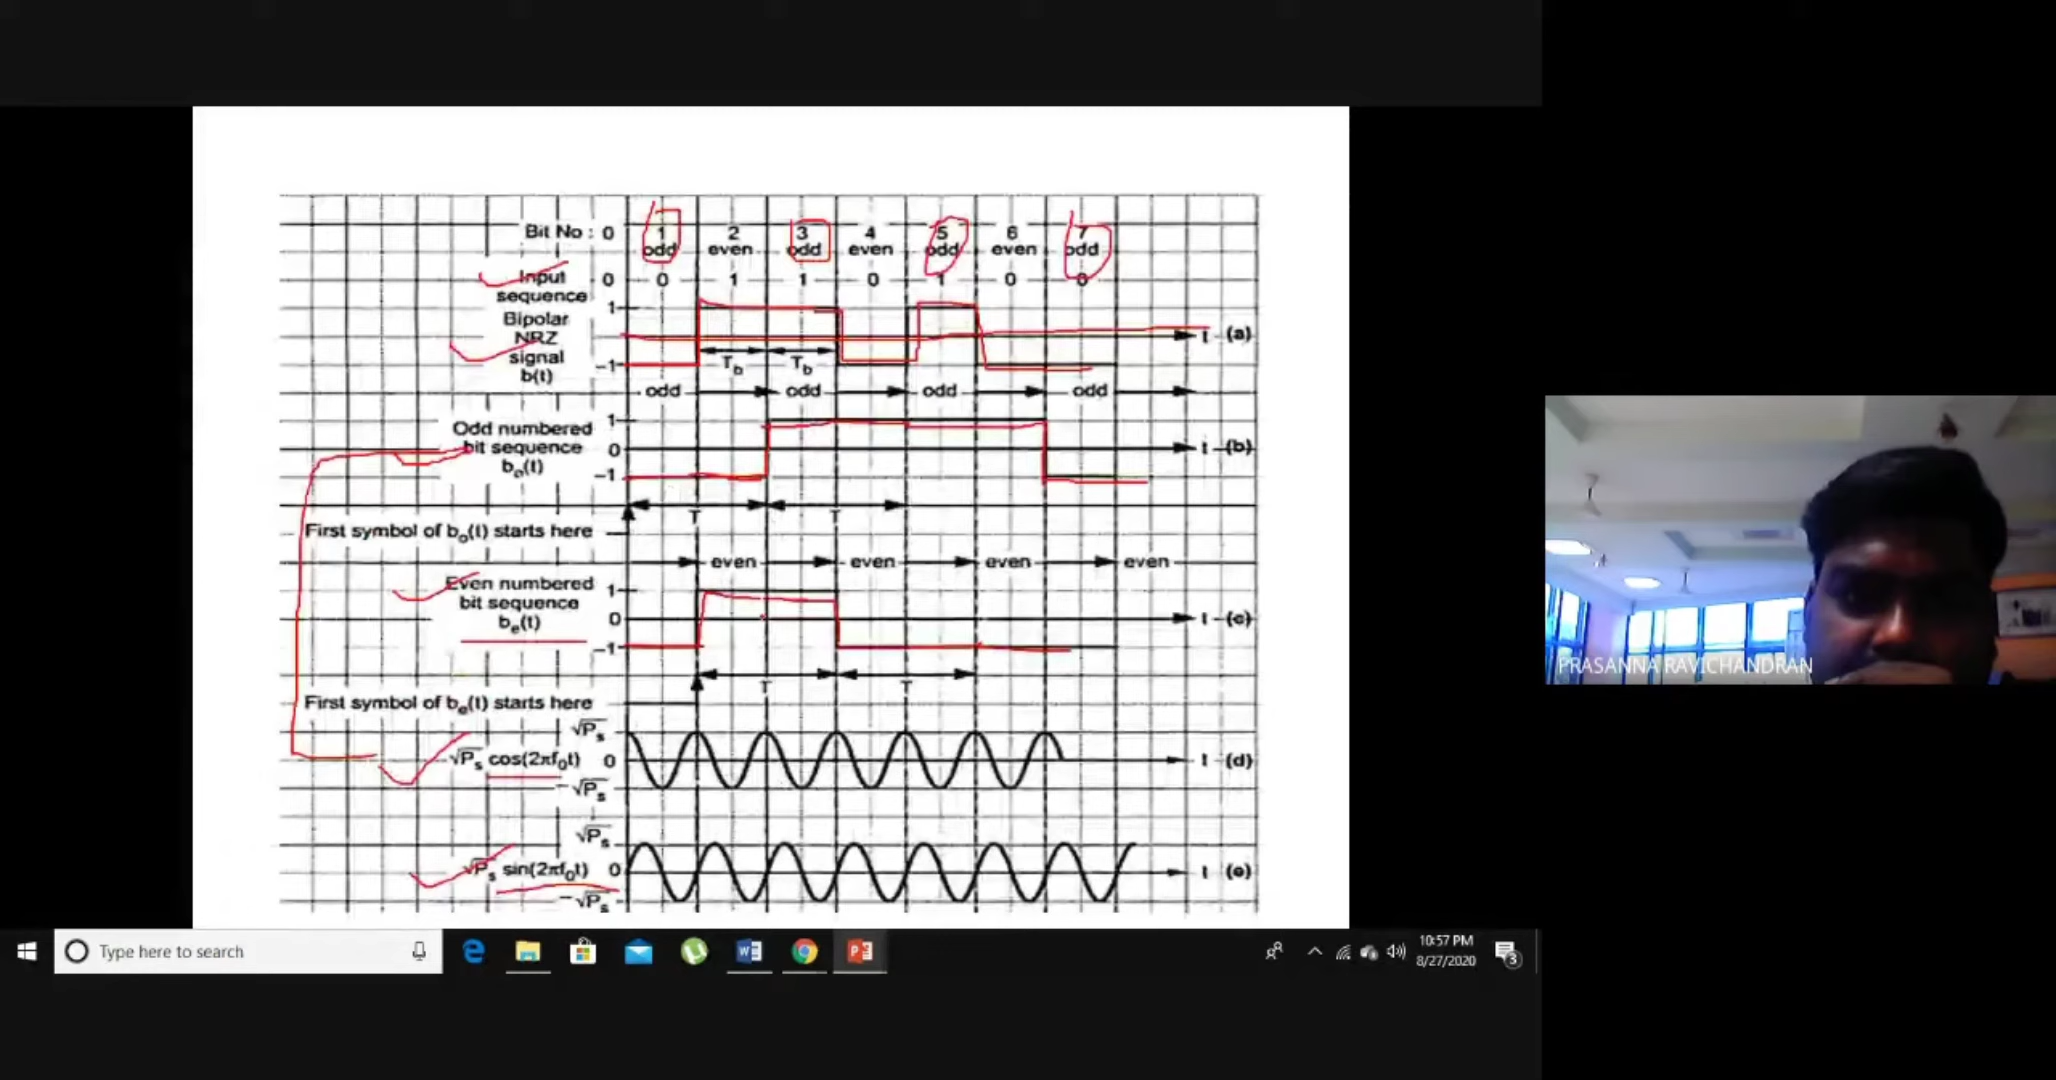 Bit No : 0 1 2 3 4 5 6 7
odd even odd even odd even odd
Input 0 0 1 1 0 1 0 0
sequence
Bipolar
NRZ
signal
b(t)
1
-1
T_b T_b
t (a)
odd odd odd odd
Odd numbered
bit sequence
b_o(t)
1
0
-1
t (b)
T T
First symbol of b_o(t) starts here
even even even even
Even numbered
bit sequence
b_e(t)
1
0
-1
t (c)
T T
First symbol of b_e(t) starts here
√P_s
√P_s cos(2πf_0t) 0
-√P_s
t (d)
√P_s
√P_s sin(2πf_0t) 0
-√P_s
t (e)
PRASANNA RAVICHANDRAN
Type here to search
10:57 PM
8/27/2020
3